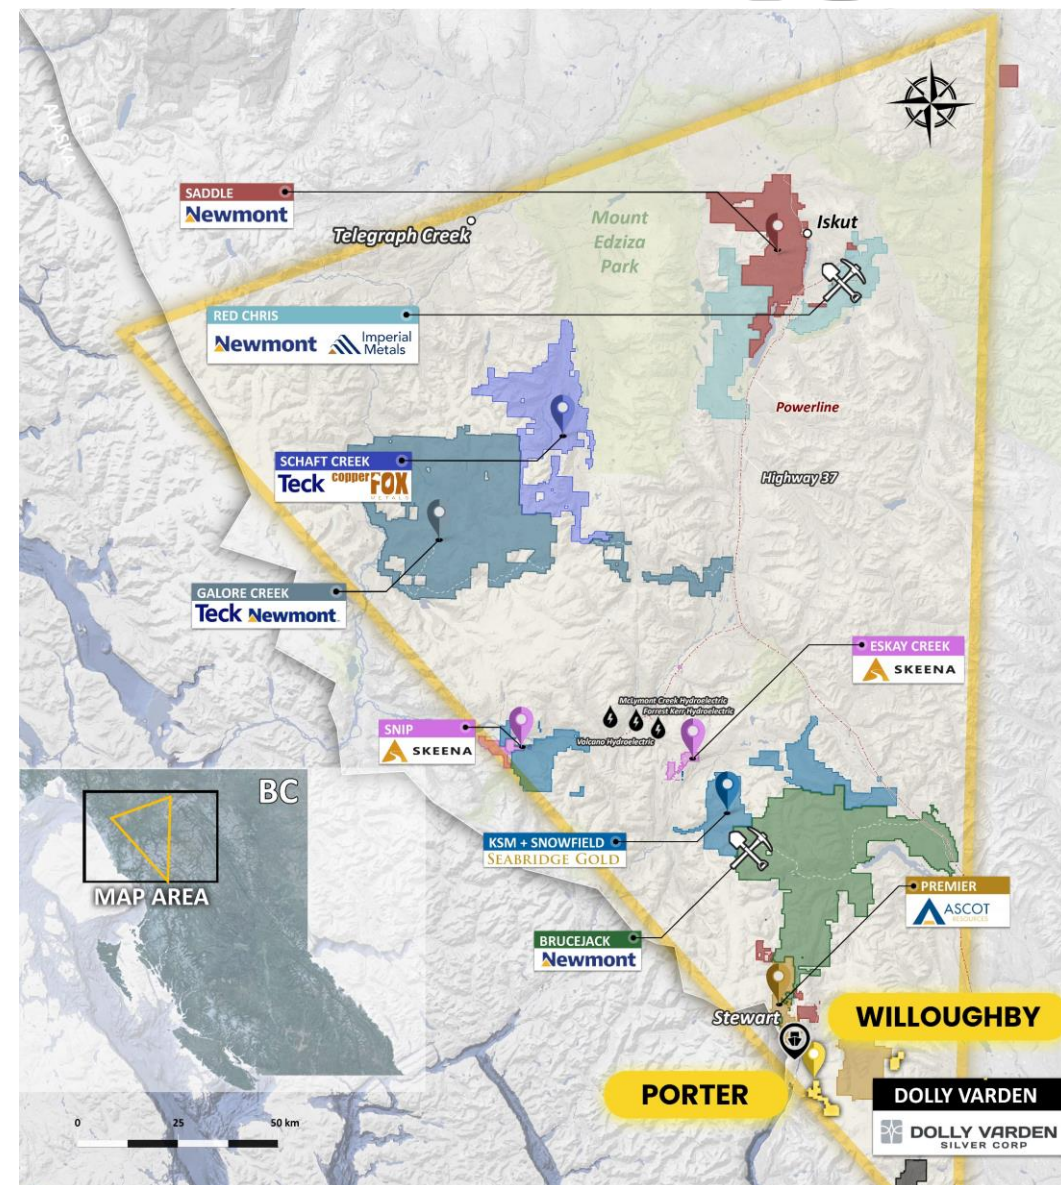 ALASKA
SADDLE
Newmont
Telegraph Creek
Mount
Edziza
Park
Iskut
RED CHRIS
Newmont
Imperial
Metals
Powerline
SCHAFT CREEK
Teck
copper FOX
METALS
Highway 37
GALORE CREEK
Teck Newmont
ESKAY CREEK
SKEENA
McLymont Creek Hydroelectric
Forrest Kerr Hydroelectric
Volcano Hydroelectric
SNIP
SKEENA
BC
MAP AREA
KSM + SNOWFIELD
SEABRIDGE GOLD
PREMIER
ASCOT
RESOURCES
BRUCEJACK
Newmont
Stewart
WILLOUGHBY
PORTER
DOLLY VARDEN
DOLLY VARDEN
SILVER CORP
0 25 50 km